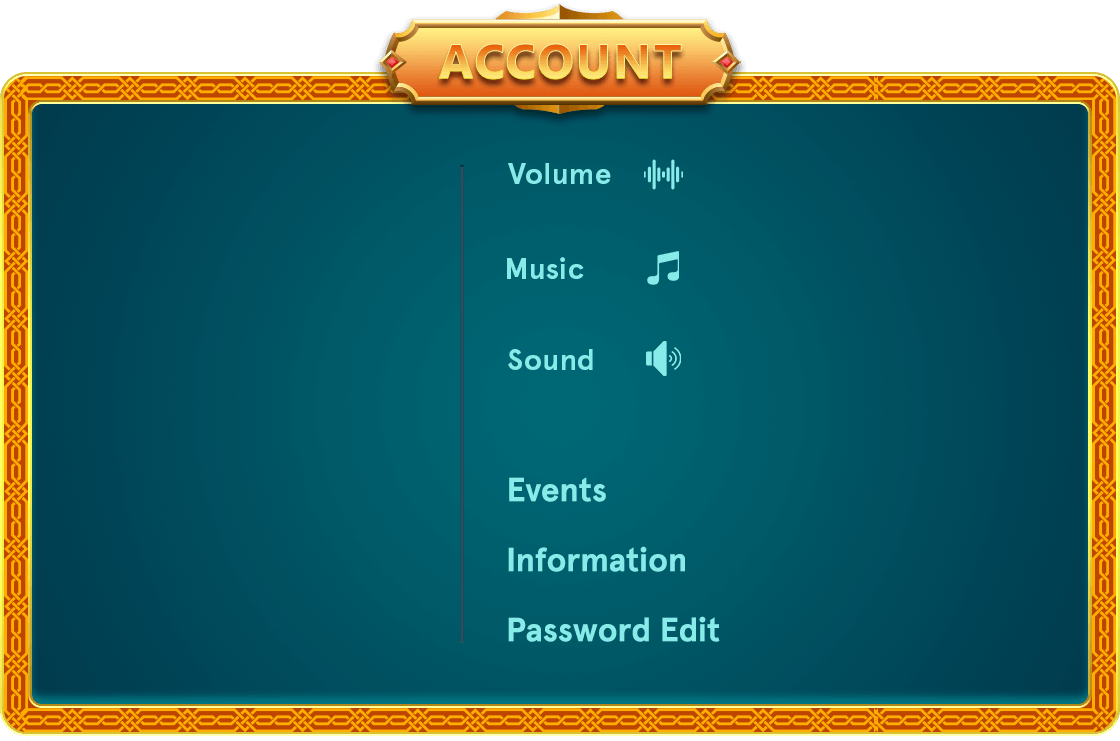 ACCOUNT
Volume
Music
Sound
Events
Information
Password Edit